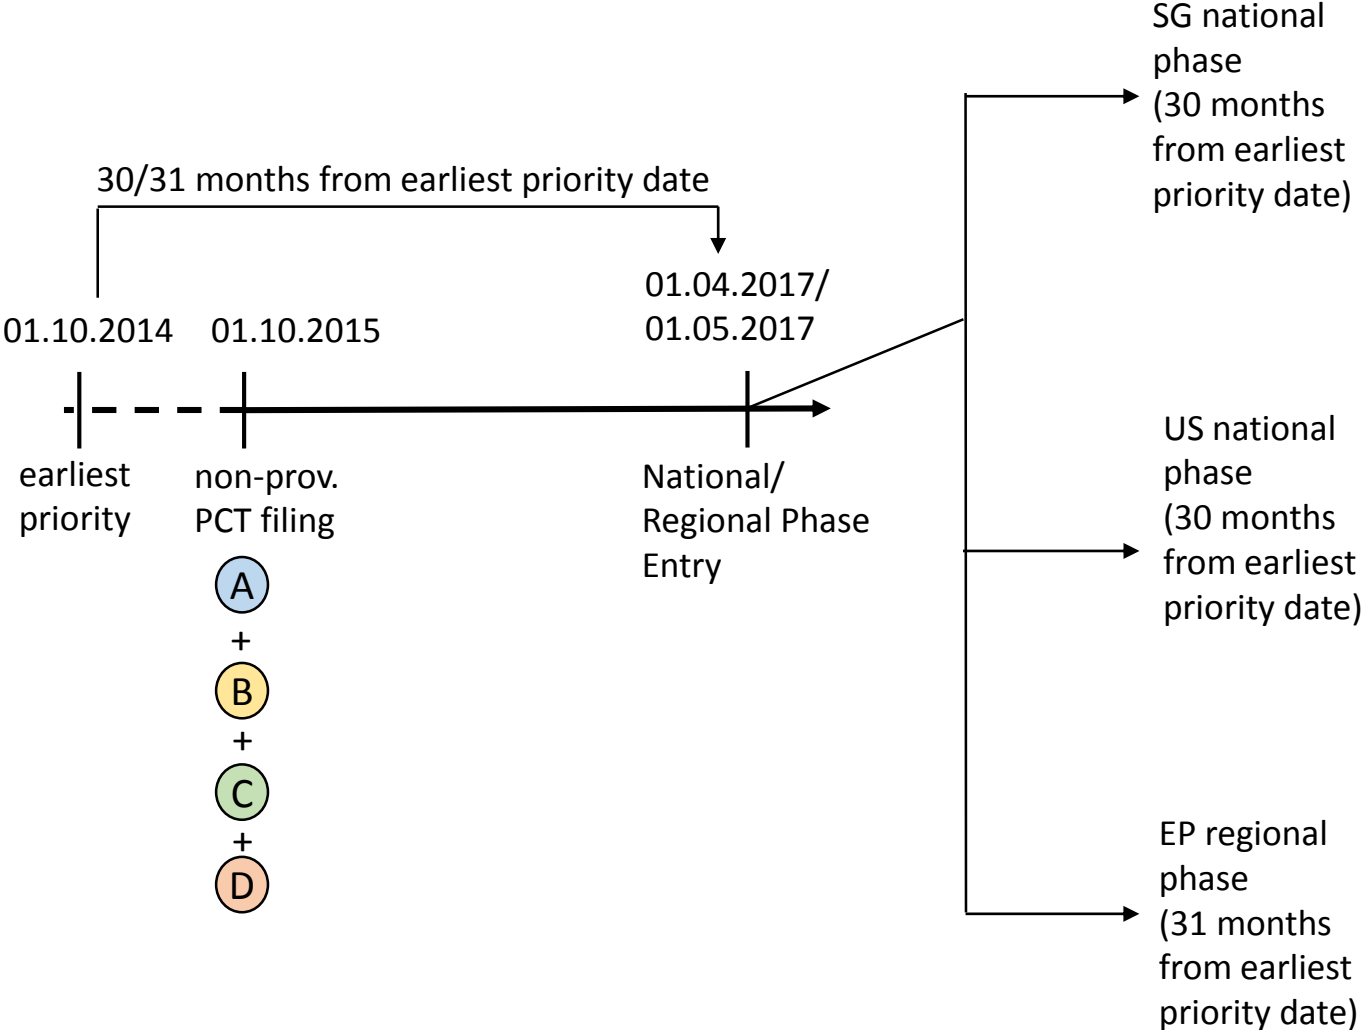 30/31 months from earliest priority date
01.10.2014
01.10.2015
01.04.2017/
01.05.2017
earliest
priority
non-prov.
PCT filing
A
+
B
+
C
+
D
National/
Regional Phase
Entry
SG national
phase
(30 months
from earliest
priority date)
US national
phase
(30 months
from earliest
priority date)
EP regional
phase
(31 months
from earliest
priority date)